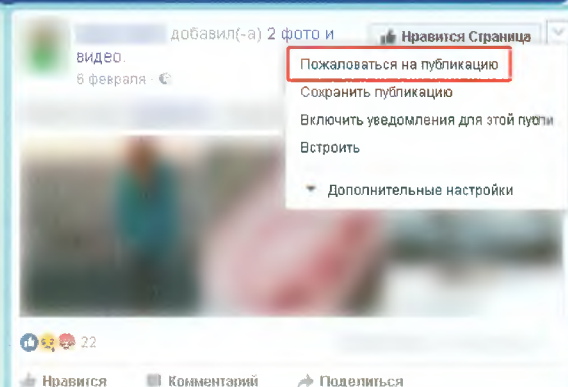 добавил(-а) 2 фото и
видео.
6 февраля
Нравится Страница
Пожаловаться на публикацию
Сохранить публикацию
Включить уведомления для этой публи
Встроить
Дополнительные настройки
22
Нравится Комментарий Поделиться